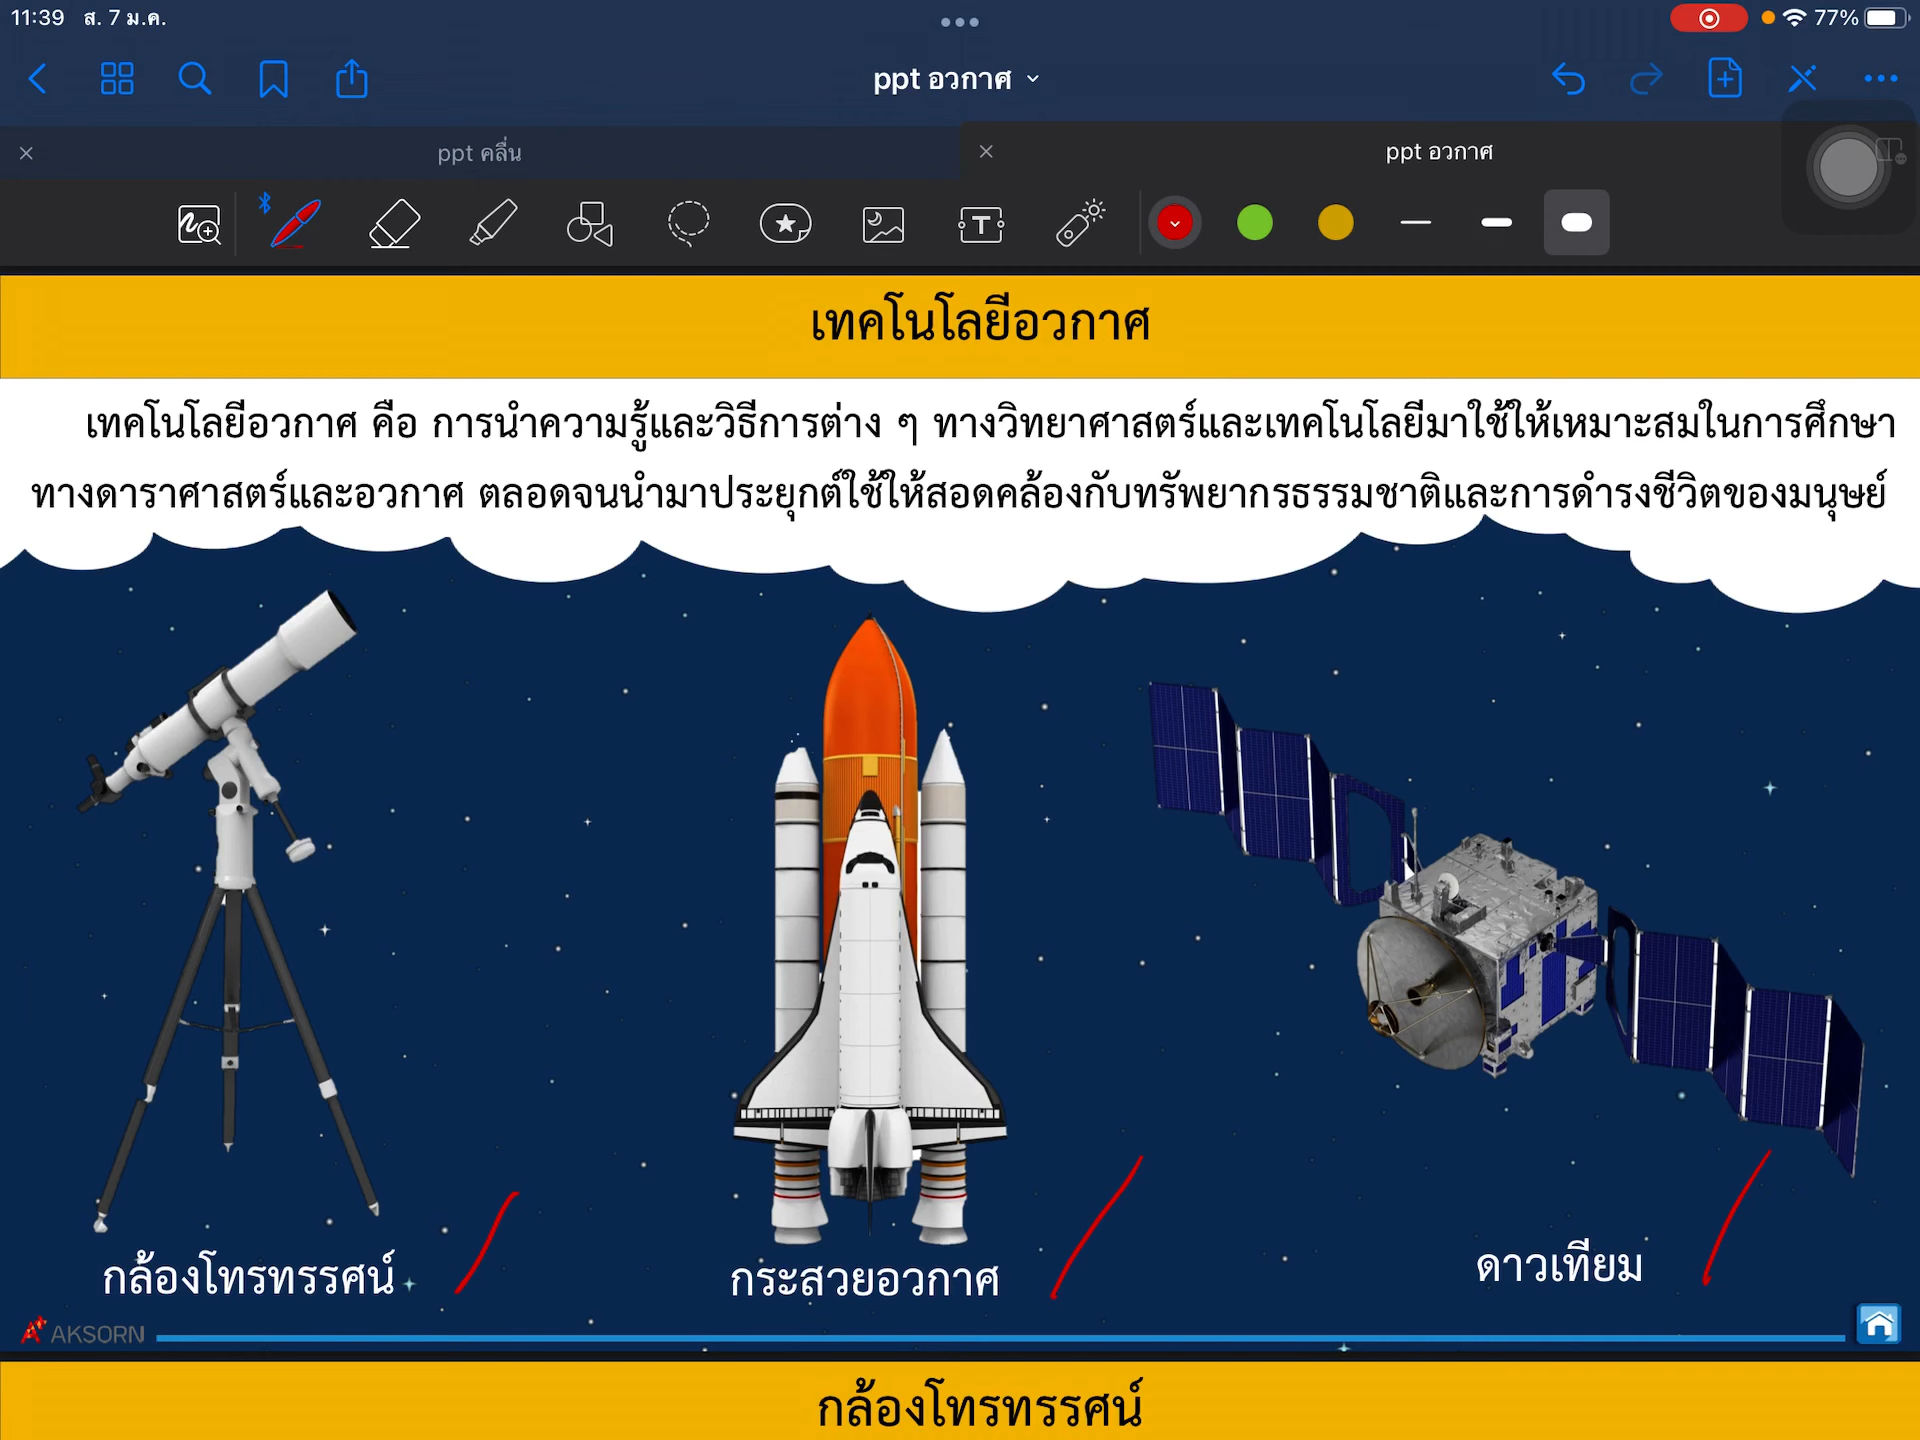 11:39 ส. 7 ม.ค.
77%
ppt อวกาศ
ppt คลื่น
ppt อวกาศ
เทคโนโลยีอวกาศ
เทคโนโลยีอวกาศ คือ การนำความรู้และวิธีการต่าง ๆ ทางวิทยาศาสตร์และเทคโนโลยีมาใช้ให้เหมาะสมในการศึกษา
ทางดาราศาสตร์และอวกาศ ตลอดจนนำมาประยุกต์ใช้ให้สอดคล้องกับทรัพยากรธรรมชาติและการดำรงชีวิตของมนุษย์
กล้องโทรทรรศน์
กระสวยอวกาศ
ดาวเทียม
AKSORN
กล้องโทรทรรศน์